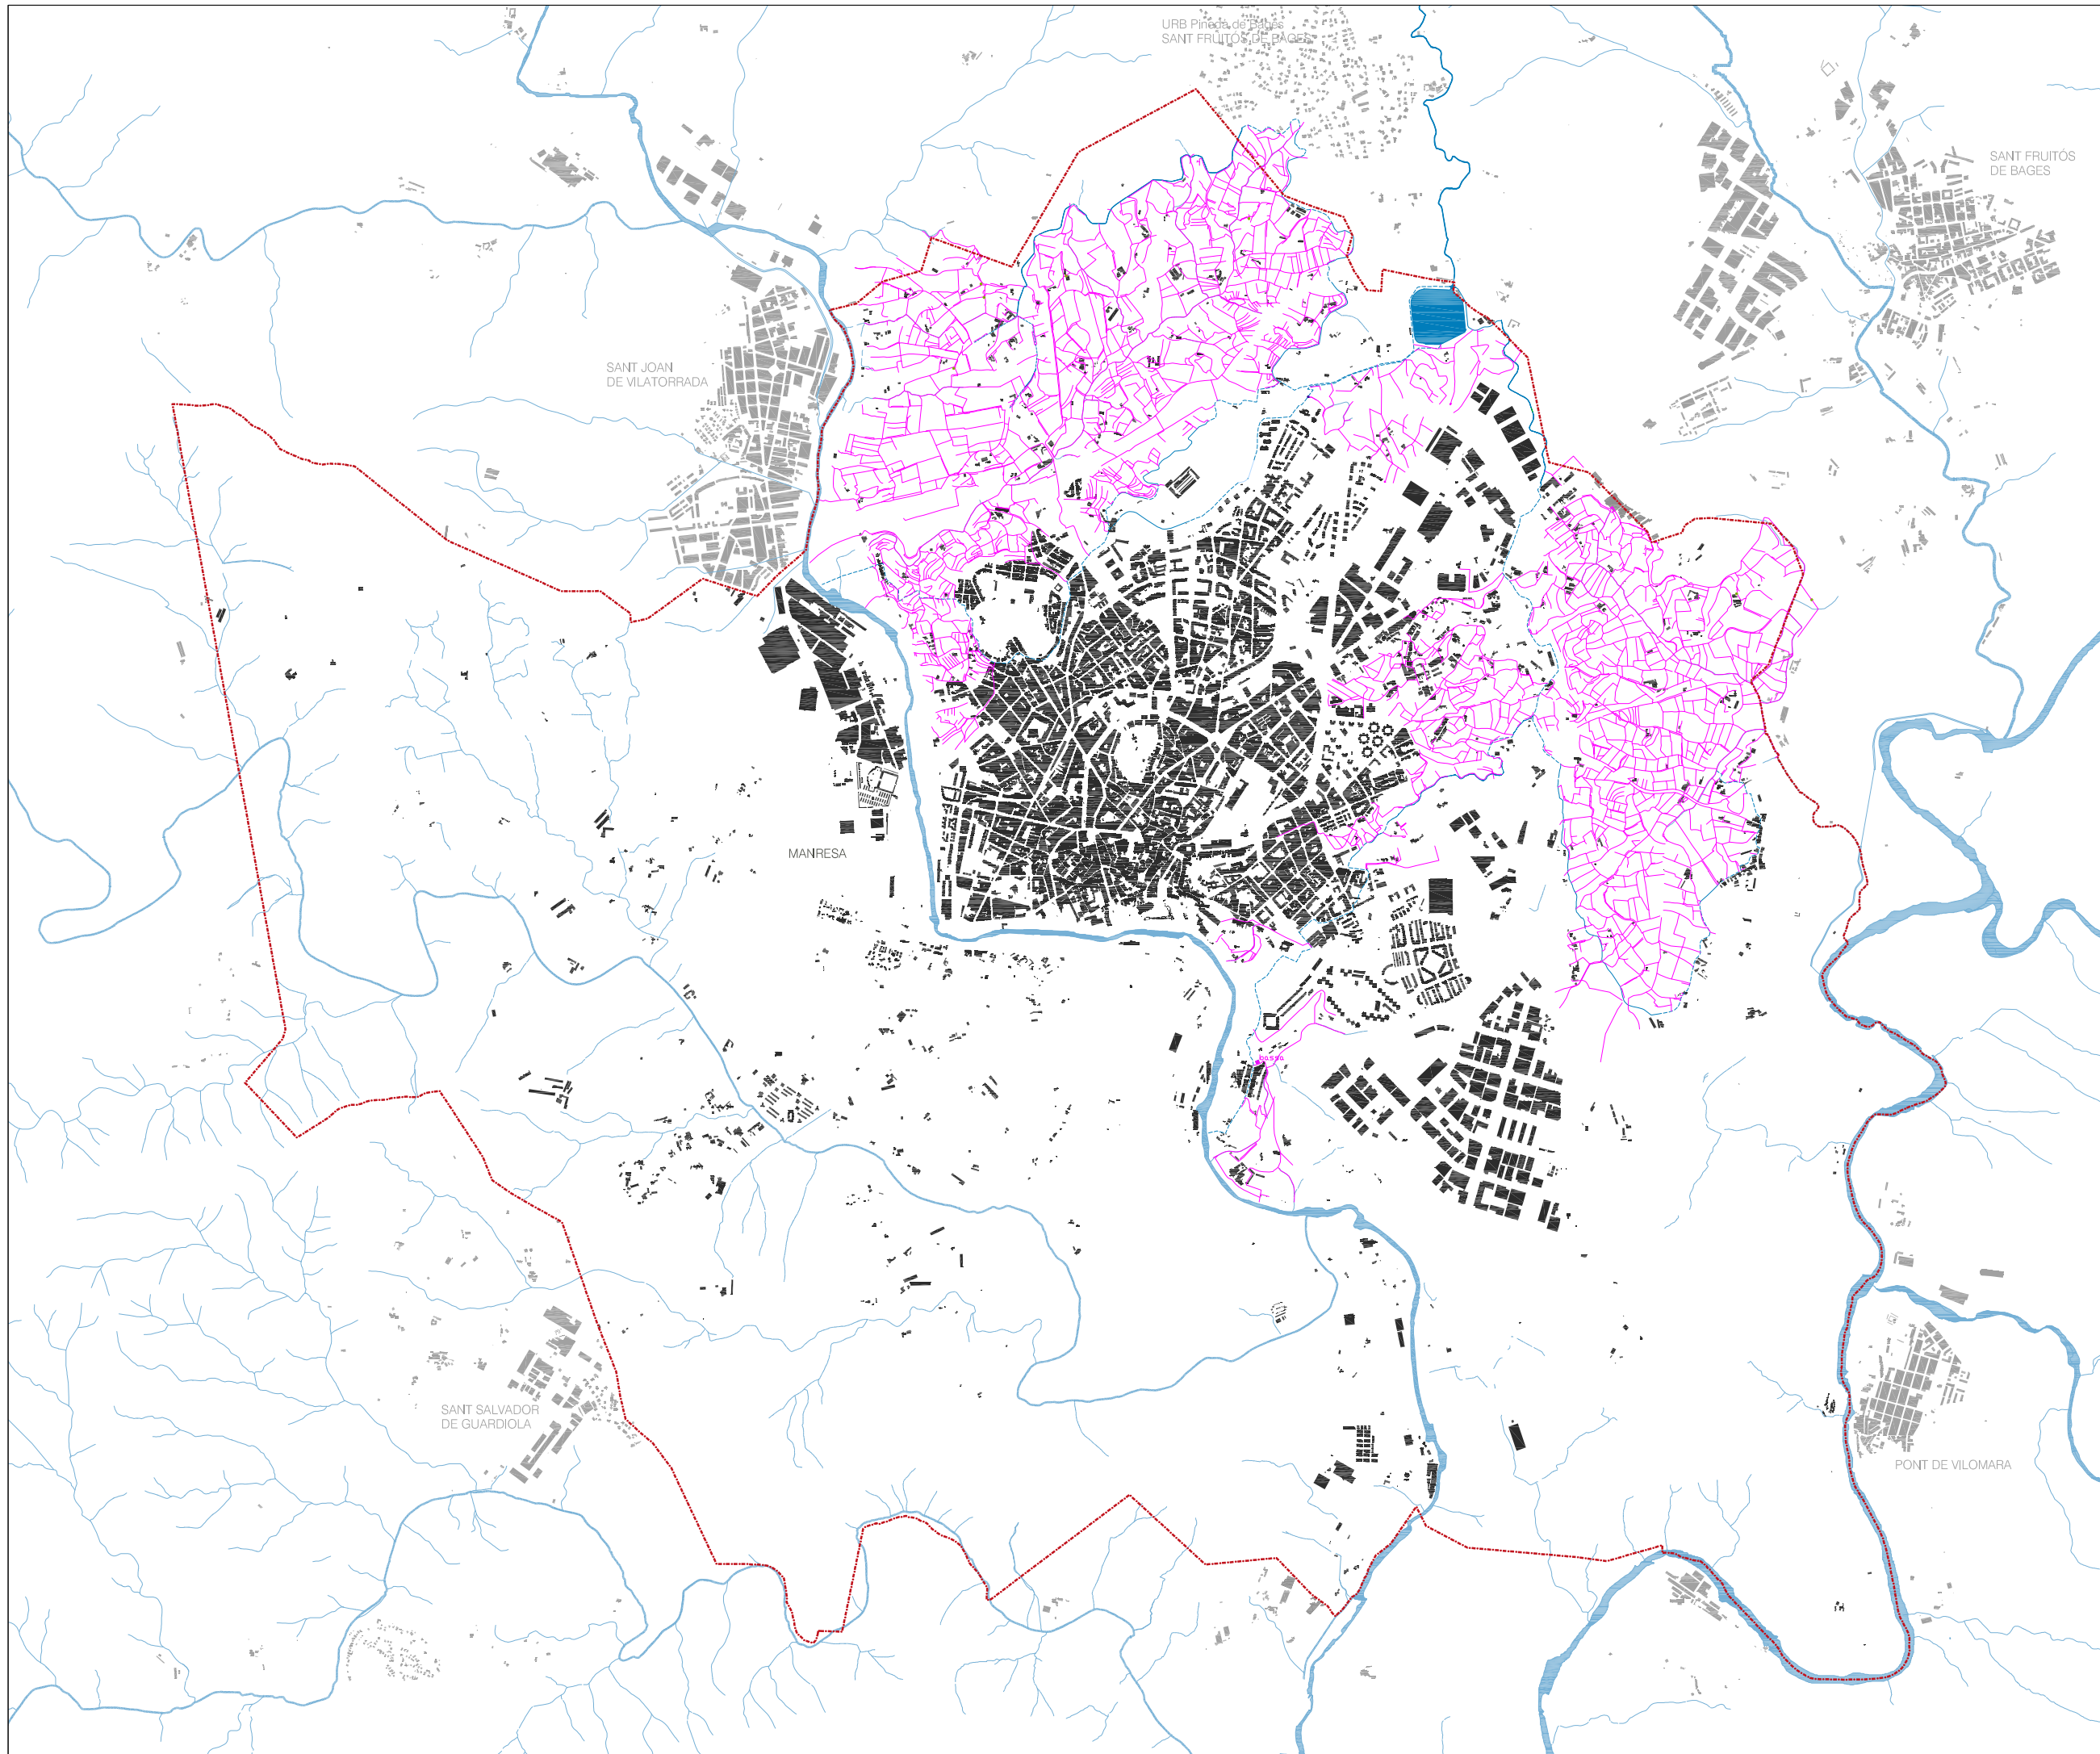 URB Pineda de Bages
SANT FRUITÓS DE BAGES
SANT FRUITÓS
DE BAGES
SANT JOAN
DE VILATORRADA
MANRESA
bassa
SANT SALVADOR
DE GUARDIOLA
PONT DE VILOMARA